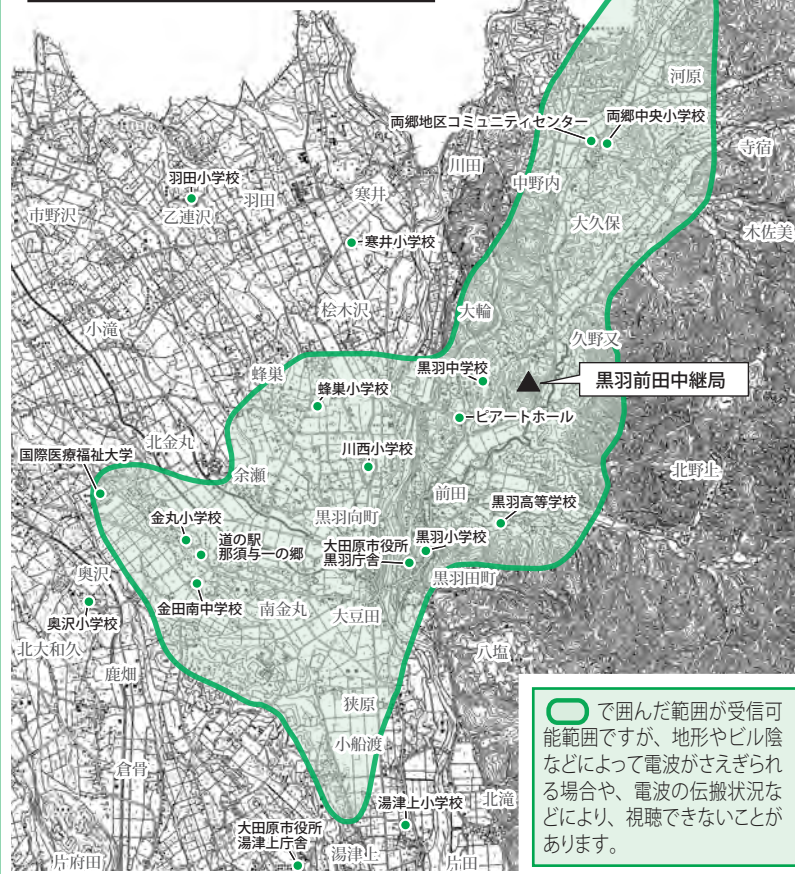 河原
両郷地区コミュニティセンター
両郷中央小学校
寺宿
川田
中野内
羽田小学校
羽田
寒井
市野沢
乙連沢
大久保
木佐美
寒井小学校
桧木沢
大輪
小滝
久野又
蜂巣
黒羽中学校
黒羽前田中継局
蜂巣小学校
ピアートホール
北金丸
川西小学校
国際医療福祉大学
余瀬
北野上
前田
黒羽高等学校
金丸小学校
黒羽向町
道の駅
那須与一の郷
大田原市役所
黒羽庁舎
黒羽小学校
奥沢
黒羽田町
金田南中学校
南金丸
大豆田
奥沢小学校
北大和久
八塩
鹿畑
狭原
小船渡
倉骨
湯津上小学校
北滝
大田原市役所
湯津上庁舎
湯津上
片府田
片田
で囲んだ範囲が受信可
能範囲ですが、地形やビル陰
などによって電波がさえぎられ
る場合や、電波の伝搬状況な
どにより、視聴できないことが
あります。